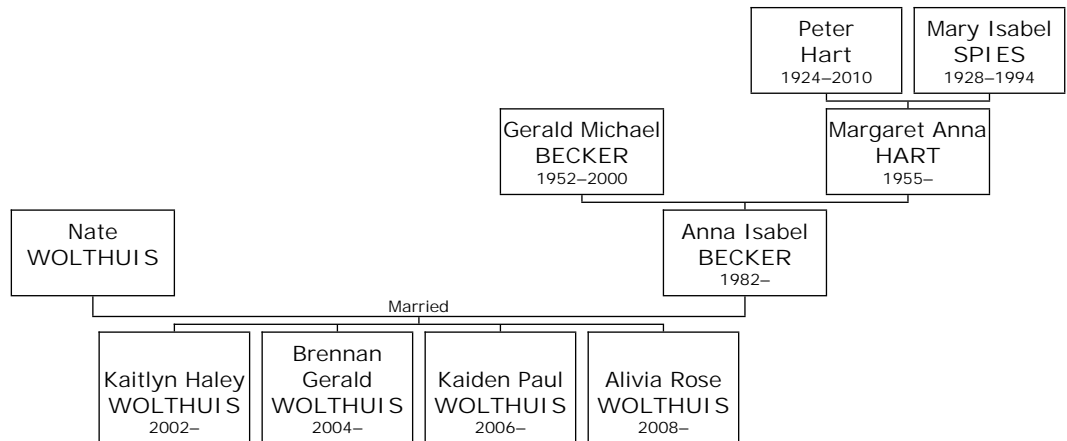 Peter
Hart
1924–2010
Mary Isabel
SPIES
1928–1994
Gerald Michael
BECKER
1952–2000
Margaret Anna
HART
1955–
Nate
WOLTHUIS
Anna Isabel
BECKER
1982–
Married
Kaitlyn Haley
WOLTHUIS
2002–
Brennan
Gerald
WOLTHUIS
2004–
Kaiden Paul
WOLTHUIS
2006–
Alivia Rose
WOLTHUIS
2008–